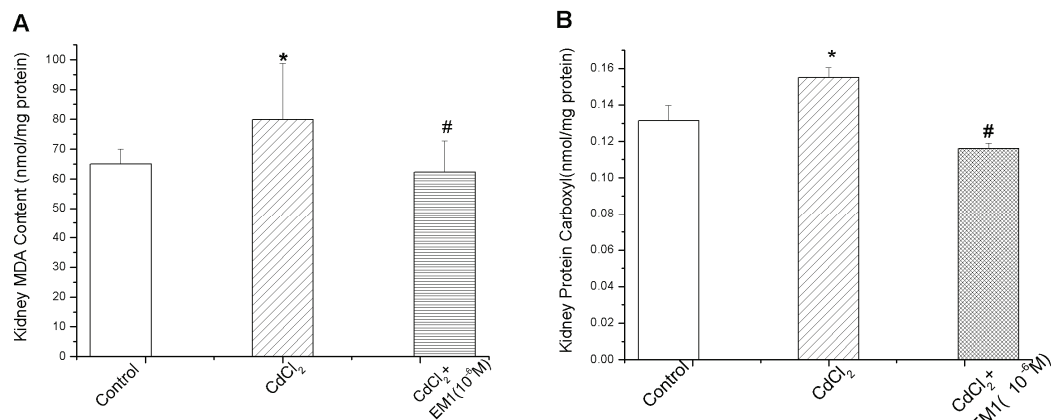 A
Kidney MDA Content (nmol/mg protein)
100
90
80
70
60
50
40
30
20
10
0
*
#
Control
CdCl2
CdCl2+
EM1(10-6M)
B
Kidney Protein Carboxyl(nmol/mg protein)
0.16
0.14
0.12
0.10
0.08
0.06
0.04
0.02
0.00
*
#
Control
CdCl2
CdCl2+
EM1( 10-6M)